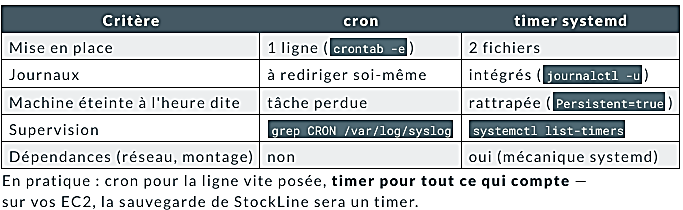 Critère cron timer systemd
Mise en place 1 ligne (crontab -e) 2 fichiers
Journaux à rediriger soi-même intégrés (journalctl -u)
Machine éteinte à l'heure dite tâche perdue rattrapée (Persistent=true)
Supervision grep CRON /var/log/syslog systemctl list-timers
Dépendances (réseau, montage) non oui (mécanique systemd)
En pratique : cron pour la ligne vite posée, timer pour tout ce qui compte —
sur vos EC2, la sauvegarde de StockLine sera un timer.